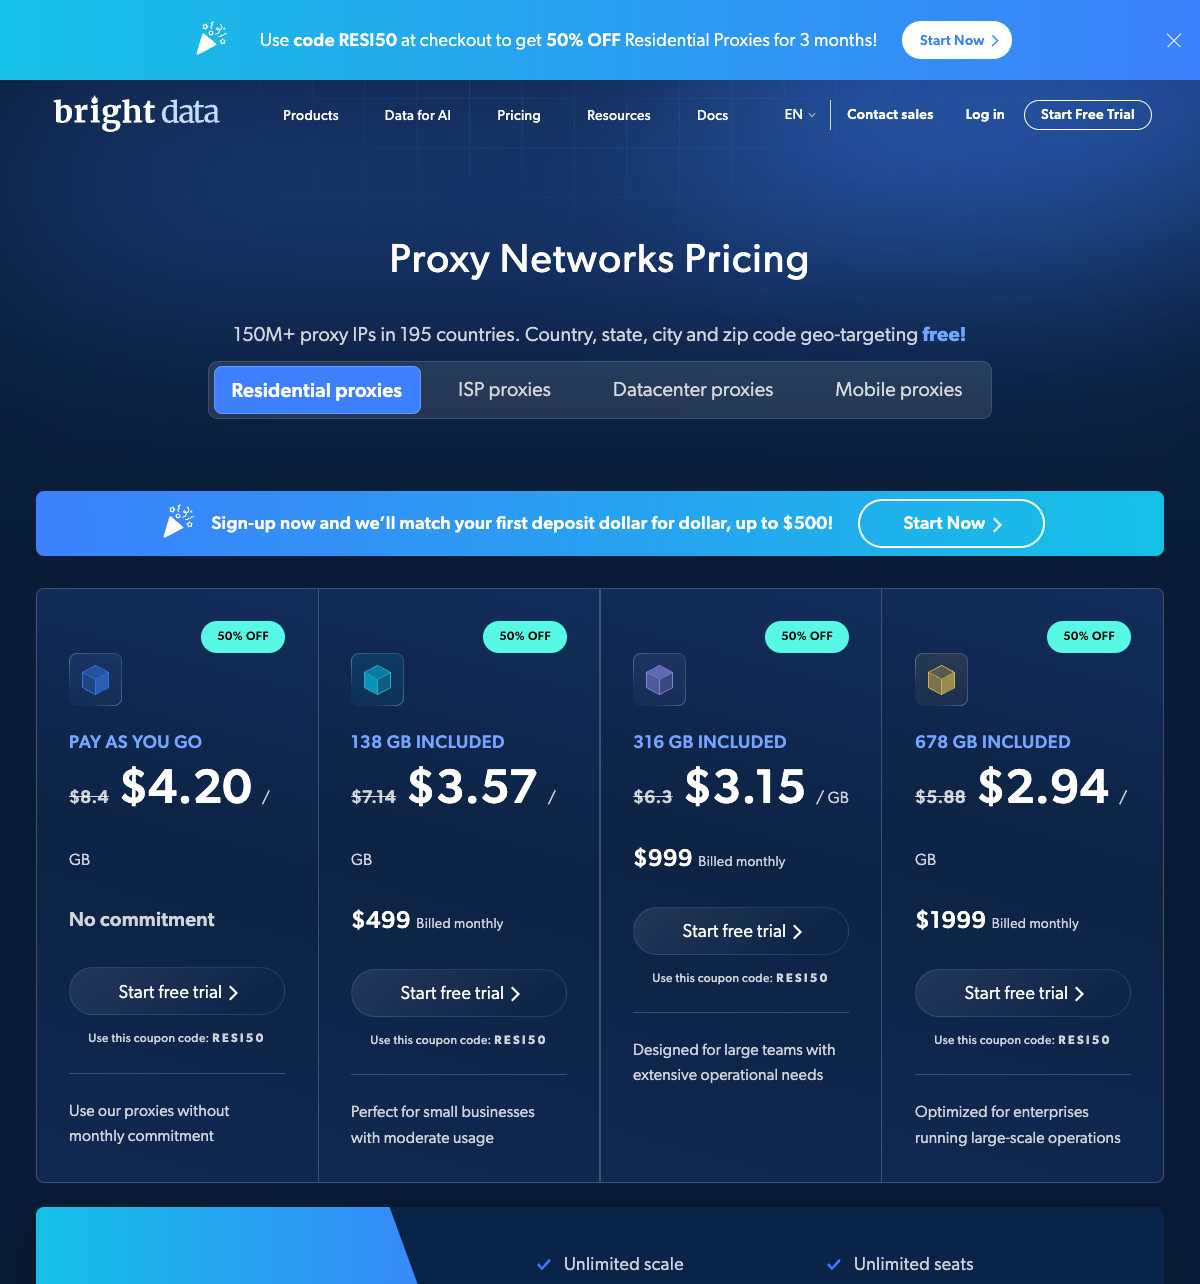 Use code RESI50 at checkout to get 50% OFF Residential Proxies for 3 months!
Start Now
bright data
Products
Data for AI
Pricing
Resources
Docs
EN
Contact sales
Log in
Start Free Trial
Proxy Networks Pricing
150M+ proxy IPs in 195 countries. Country, state, city and zip code geo-targeting free!
Residential proxies
ISP proxies
Datacenter proxies
Mobile proxies
Sign-up now and we’ll match your first deposit dollar for dollar, up to $500!
Start Now
50% OFF
PAY AS YOU GO
$8.4 $4.20 /
GB
No commitment
Start free trial
Use this coupon code: RESI50
Use our proxies without
monthly commitment
50% OFF
138 GB INCLUDED
$7.14 $3.57 /
GB
$499 Billed monthly
Start free trial
Use this coupon code: RESI50
Perfect for small businesses
with moderate usage
50% OFF
316 GB INCLUDED
$6.3 $3.15 / GB
$999 Billed monthly
Start free trial
Use this coupon code: RESI50
Designed for large teams with
extensive operational needs
50% OFF
678 GB INCLUDED
$5.88 $2.94 /
GB
$1999 Billed monthly
Start free trial
Use this coupon code: RESI50
Optimized for enterprises
running large-scale operations
Unlimited scale
Unlimited seats